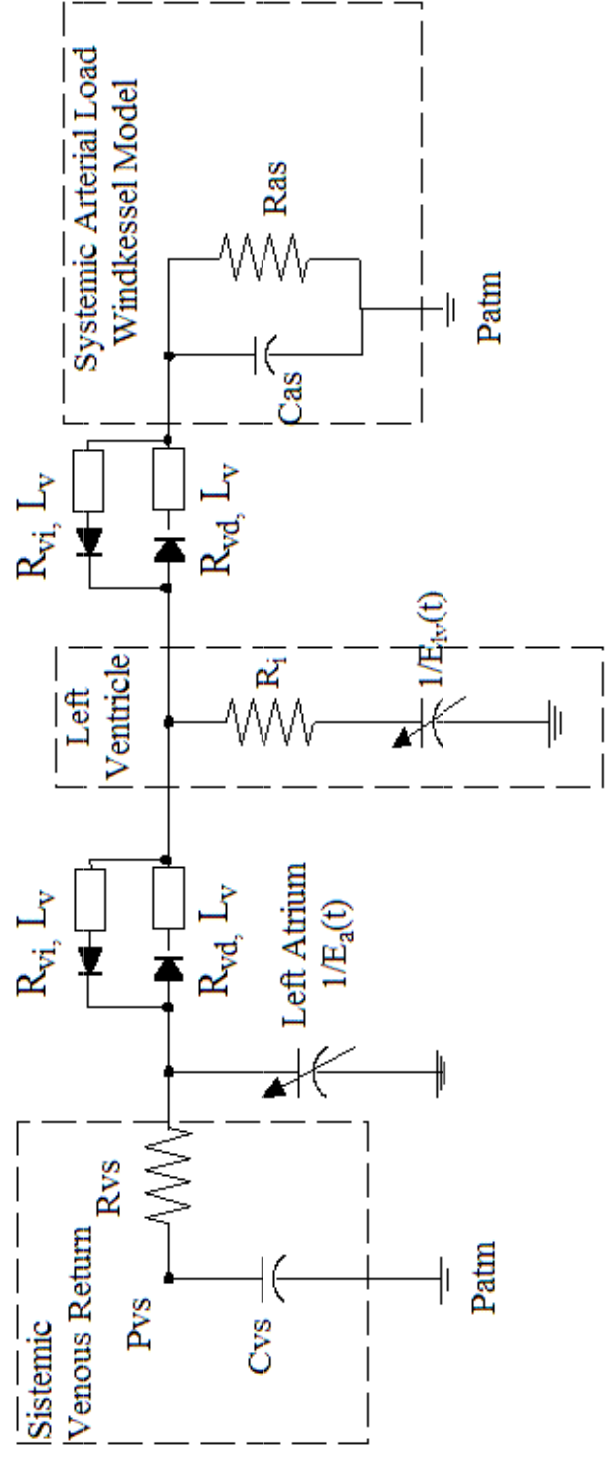 Sistemic
Venous Return
Pvs
Rvs
Cvs
Patm
Left Atrium
1/Ea(t)
Rvi, Lv
Rvd, Lv
Left
Ventricle
Ri
1/Elv(t)
Rvi, Lv
Rvd, Lv
Systemic Arterial Load
Windkessel Model
Cas
Ras
Patm